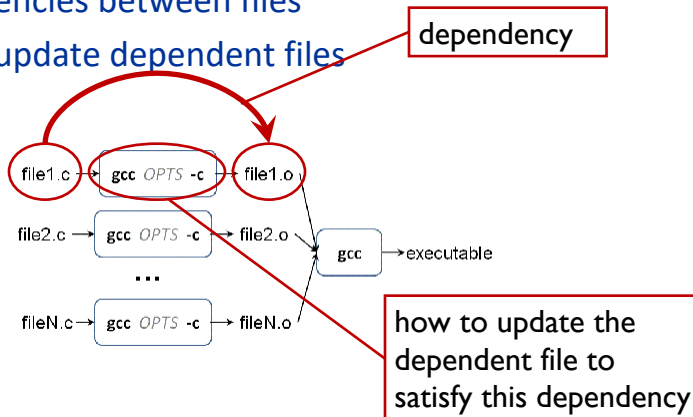 encies between files
update dependent files
dependency
file1.c
gcc OPTS -c
file1.o
file2.c
gcc OPTS -c
file2.o
gcc
executable
...
fileN.c
gcc OPTS -c
fileN.o
how to update the
dependent file to
satisfy this dependency